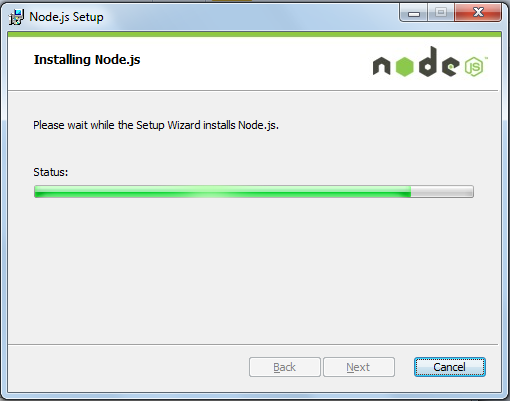 Node.js Setup
Installing Node.js
node JS™
Please wait while the Setup Wizard installs Node.js.
Status:
Back Next Cancel